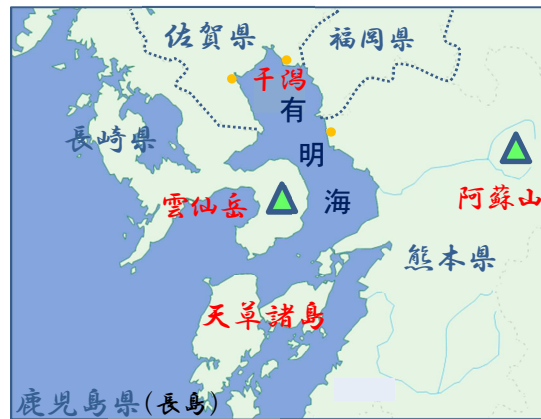 佐賀県
福岡県
干潟
有明海
長崎県
雲仙岳
阿蘇山
熊本県
天草諸島
鹿児島県(長島)